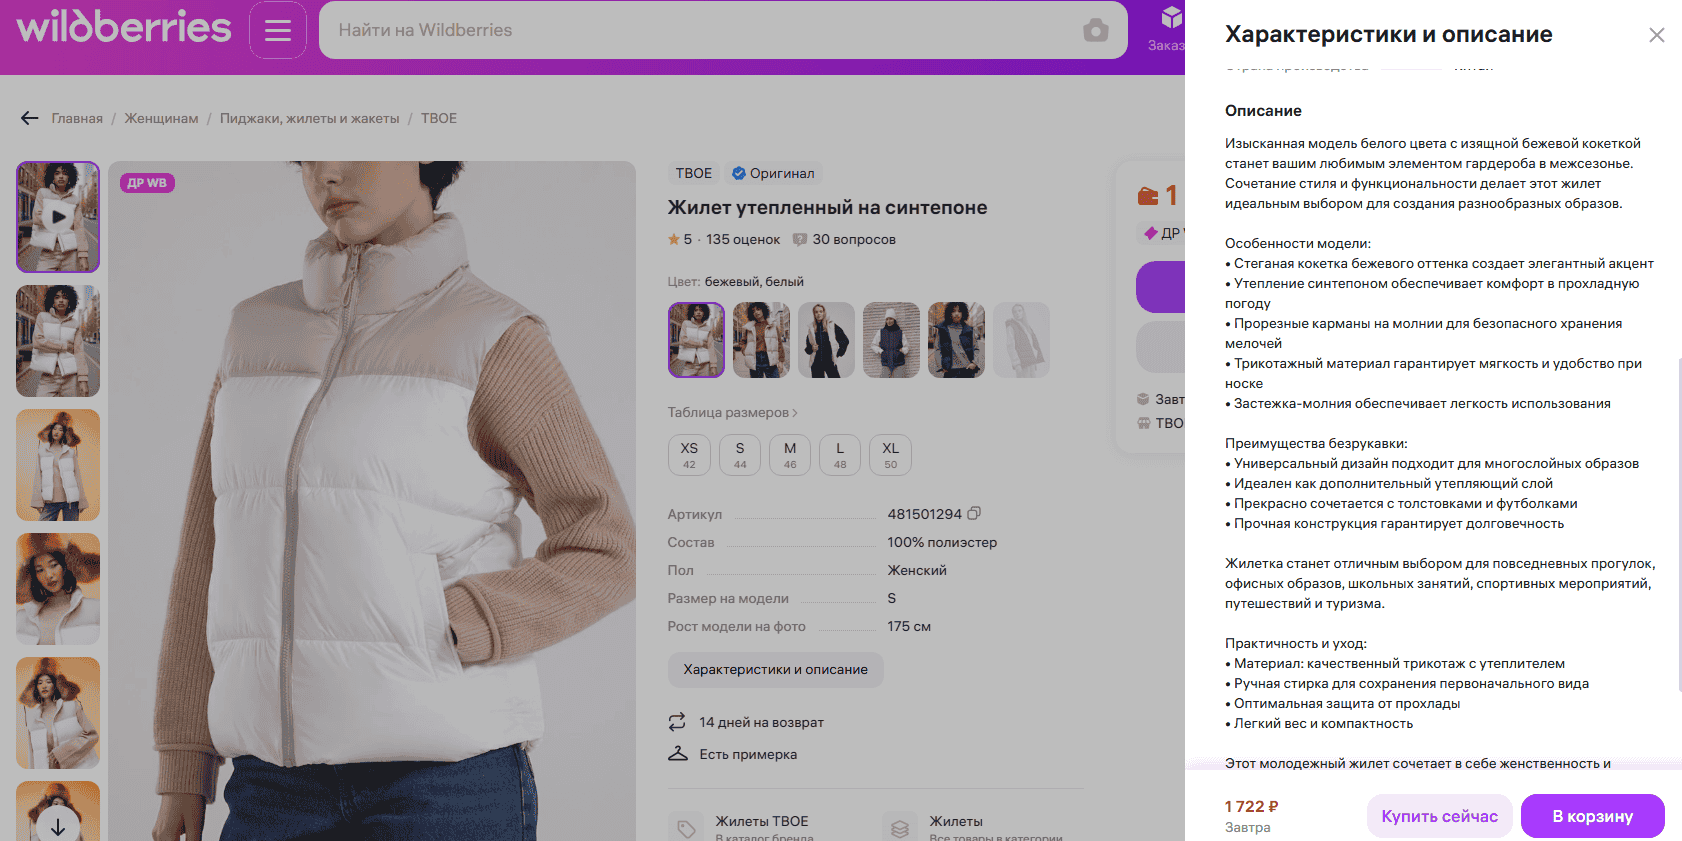 wildberries
Найти на Wildberries
Заказ
Главная / Женщинам / Пиджаки, жилеты и жакеты / ТВОЕ
ДР WB
ТВОЕ
Оригинал
Жилет утепленный на синтепоне
5 · 135 оценок
30 вопросов
Цвет: бежевый, белый
Таблица размеров
XS
42
S
44
M
46
L
48
XL
50
Артикул 481501294
Состав 100% полиэстер
Пол Женский
Размер на модели S
Рост модели на фото 175 см
Характеристики и описание
14 дней на возврат
Есть примерка
Жилеты ТВОЕ
В каталог бренда
Жилеты
Все товары в категории
1
ДР
Завт
ТВО
Характеристики и описание
Страна производства Китай
Описание
Изысканная модель белого цвета с изящной бежевой кокеткой
станет вашим любимым элементом гардероба в межсезонье.
Сочетание стиля и функциональности делает этот жилет
идеальным выбором для создания разнообразных образов.
Особенности модели:
• Стеганая кокетка бежевого оттенка создает элегантный акцент
• Утепление синтепоном обеспечивает комфорт в прохладную
погоду
• Прорезные карманы на молнии для безопасного хранения
мелочей
• Трикотажный материал гарантирует мягкость и удобство при
носке
• Застежка-молния обеспечивает легкость использования
Преимущества безрукавки:
• Универсальный дизайн подходит для многослойных образов
• Идеален как дополнительный утепляющий слой
• Прекрасно сочетается с толстовками и футболками
• Прочная конструкция гарантирует долговечность
Жилетка станет отличным выбором для повседневных прогулок,
офисных образов, школьных занятий, спортивных мероприятий,
путешествий и туризма.
Практичность и уход:
• Материал: качественный трикотаж с утеплителем
• Ручная стирка для сохранения первоначального вида
• Оптимальная защита от прохлады
• Легкий вес и компактность
Этот молодежный жилет сочетает в себе женственность и
1 722 ₽
Завтра
Купить сейчас
В корзину